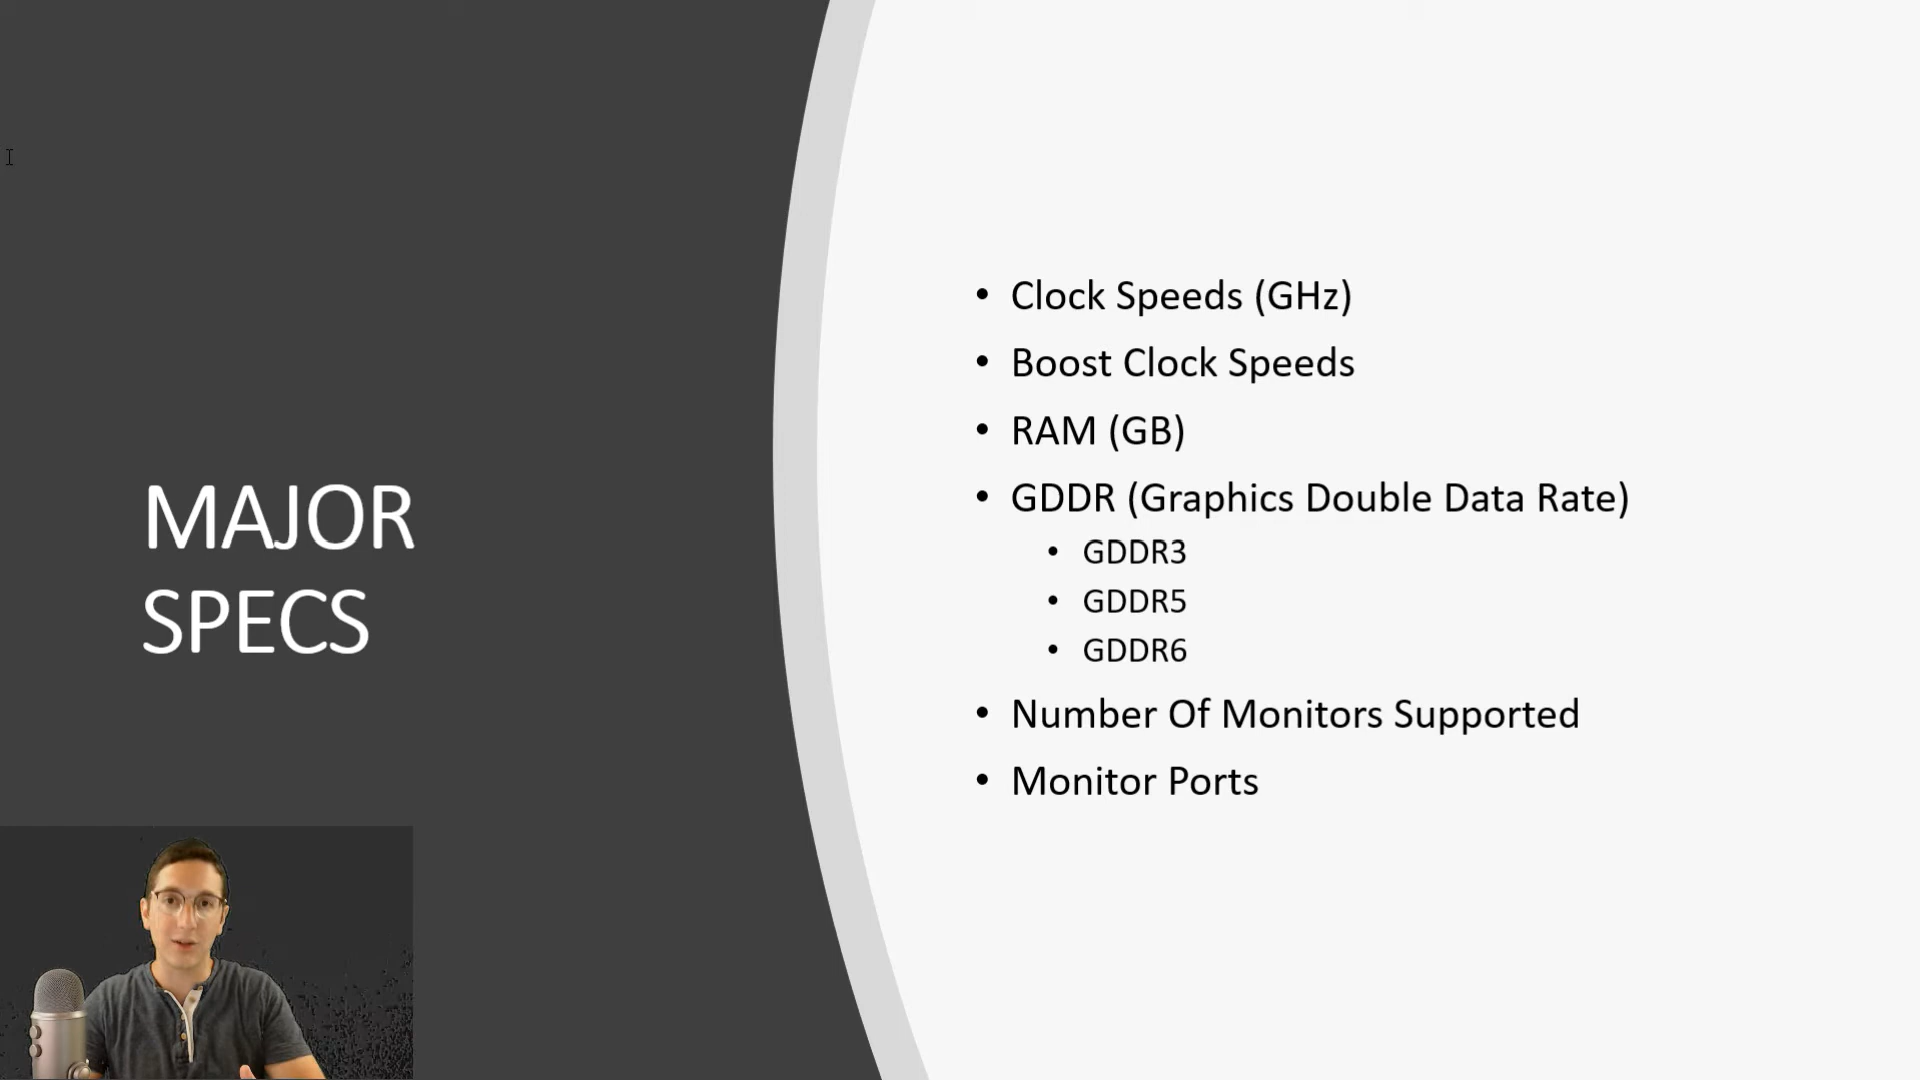 MAJOR
SPECS
• Clock Speeds (GHz)
• Boost Clock Speeds
• RAM (GB)
• GDDR (Graphics Double Data Rate)
• GDDR3
• GDDR5
• GDDR6
• Number Of Monitors Supported
• Monitor Ports